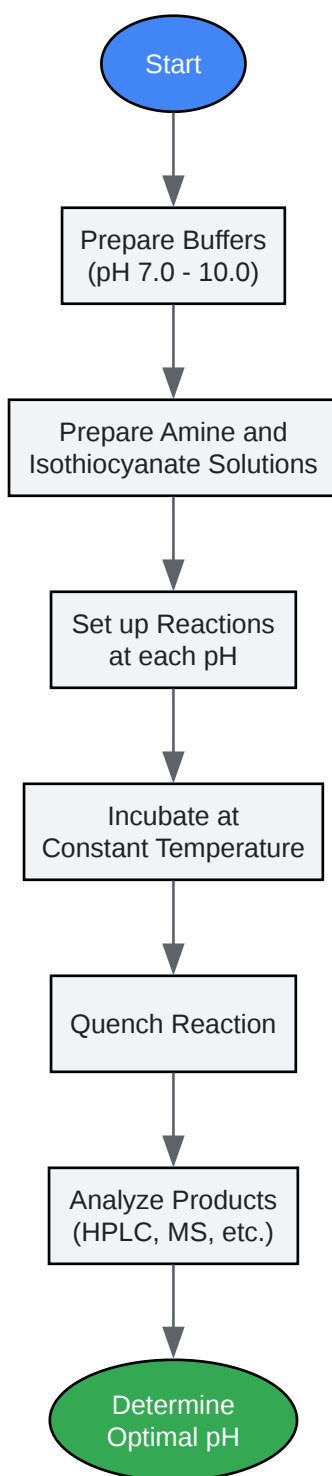 Start
Prepare Buffers
(pH 7.0 - 10.0)
Prepare Amine and
Isothiocyanate Solutions
Set up Reactions
at each pH
Incubate at
Constant Temperature
Quench Reaction
Analyze Products
(HPLC, MS, etc.)
Determine
Optimal pH